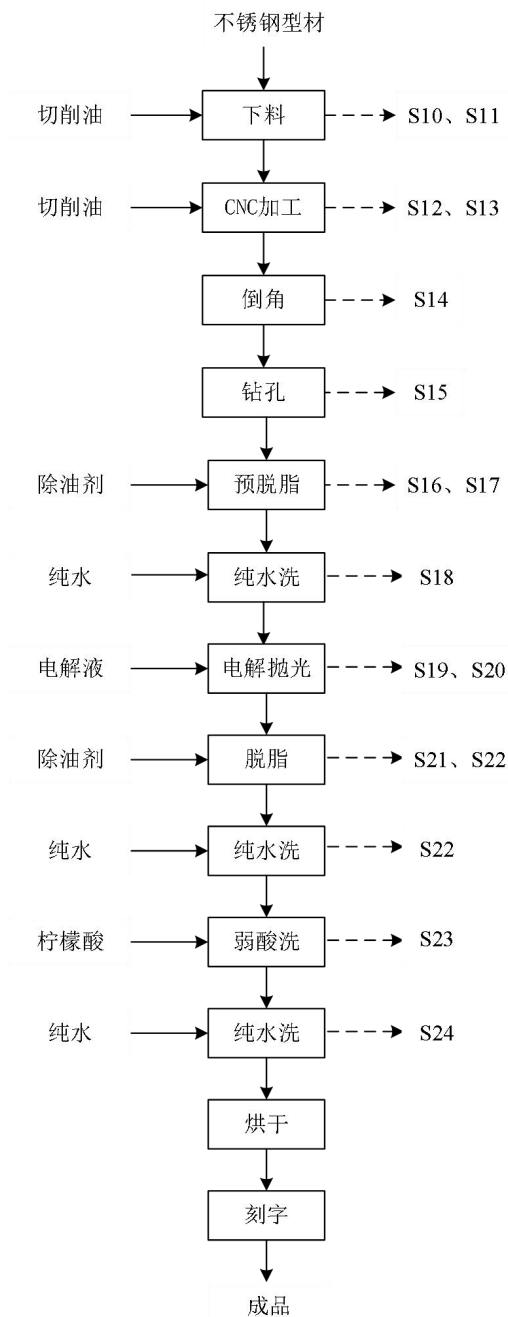 不锈钢型材
切削油 下料 S10、S11
切削油 CNC加工 S12、S13
倒角 S14
钻孔 S15
除油剂 预脱脂 S16、S17
纯水 纯水洗 S18
电解液 电解抛光 S19、S20
除油剂 脱脂 S21、S22
纯水 纯水洗 S22
柠檬酸 弱酸洗 S23
纯水 纯水洗 S24
烘干
刻字
成品